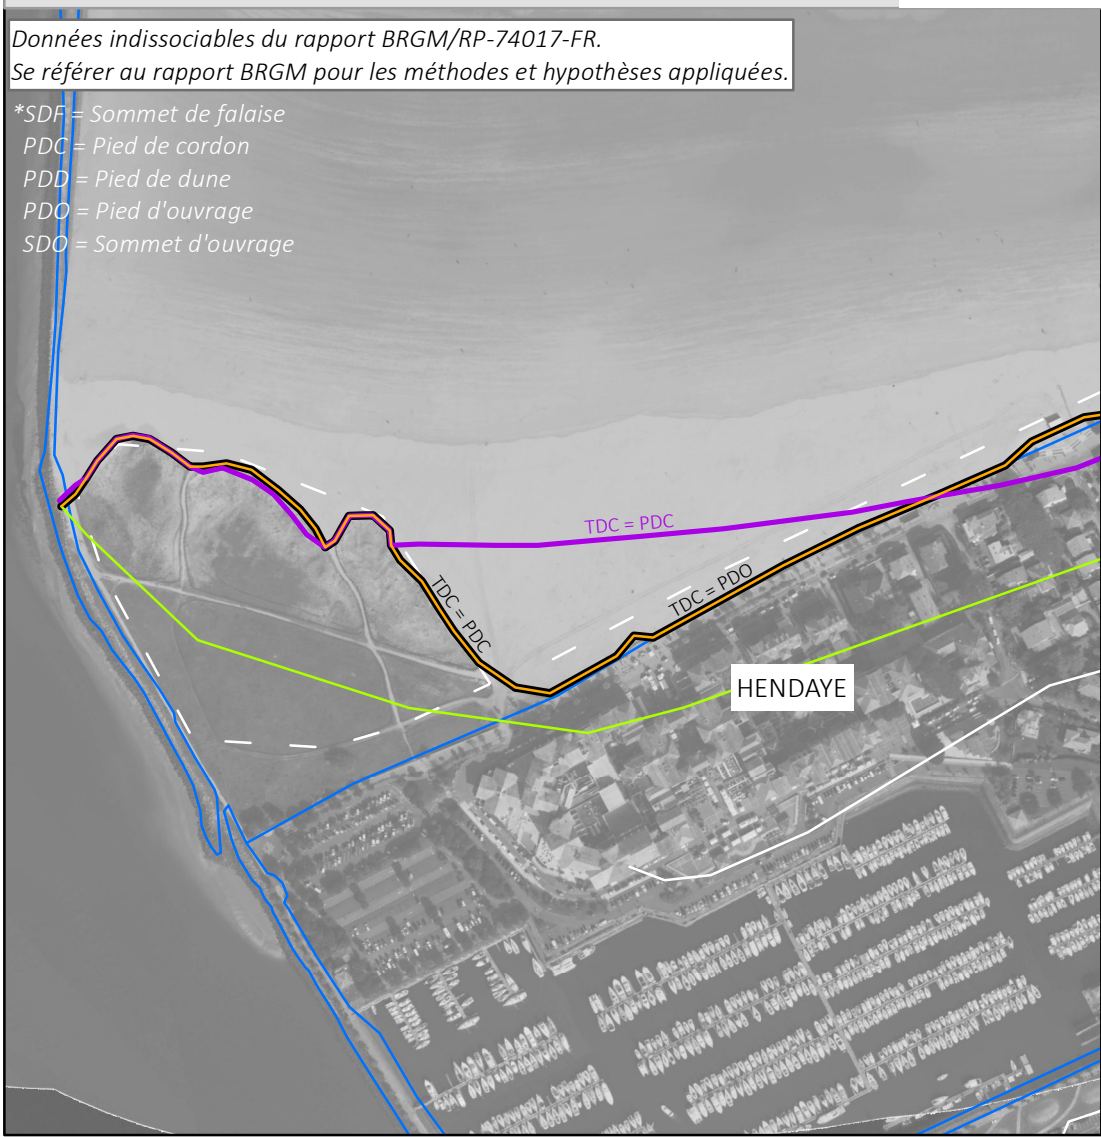 Données indissociables du rapport BRGM/RP-74017-FR.
Se référer au rapport BRGM pour les méthodes et hypothèses appliquées.
*SDF = Sommet de falaise
PDC = Pied de cordon
PDD = Pied de dune
PDO = Pied d'ouvrage
SDO = Sommet d'ouvrage
TDC = PDC
TDC = PDO
TDC = PDC
HENDAYE